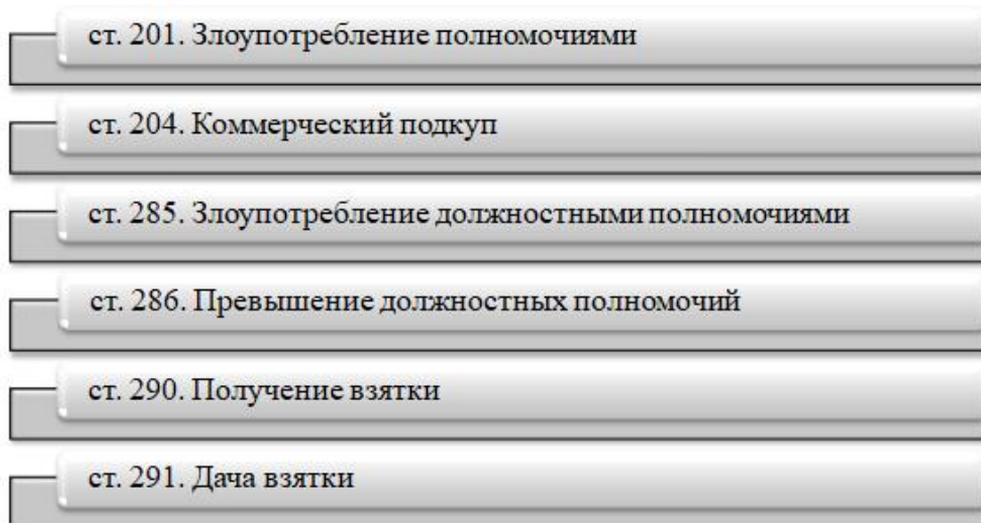 ст. 201. Злоупотребление полномочиями
ст. 204. Коммерческий подкуп
ст. 285. Злоупотребление должностными полномочиями
ст. 286. Превышение должностных полномочий
ст. 290. Получение взятки
ст. 291. Дача взятки